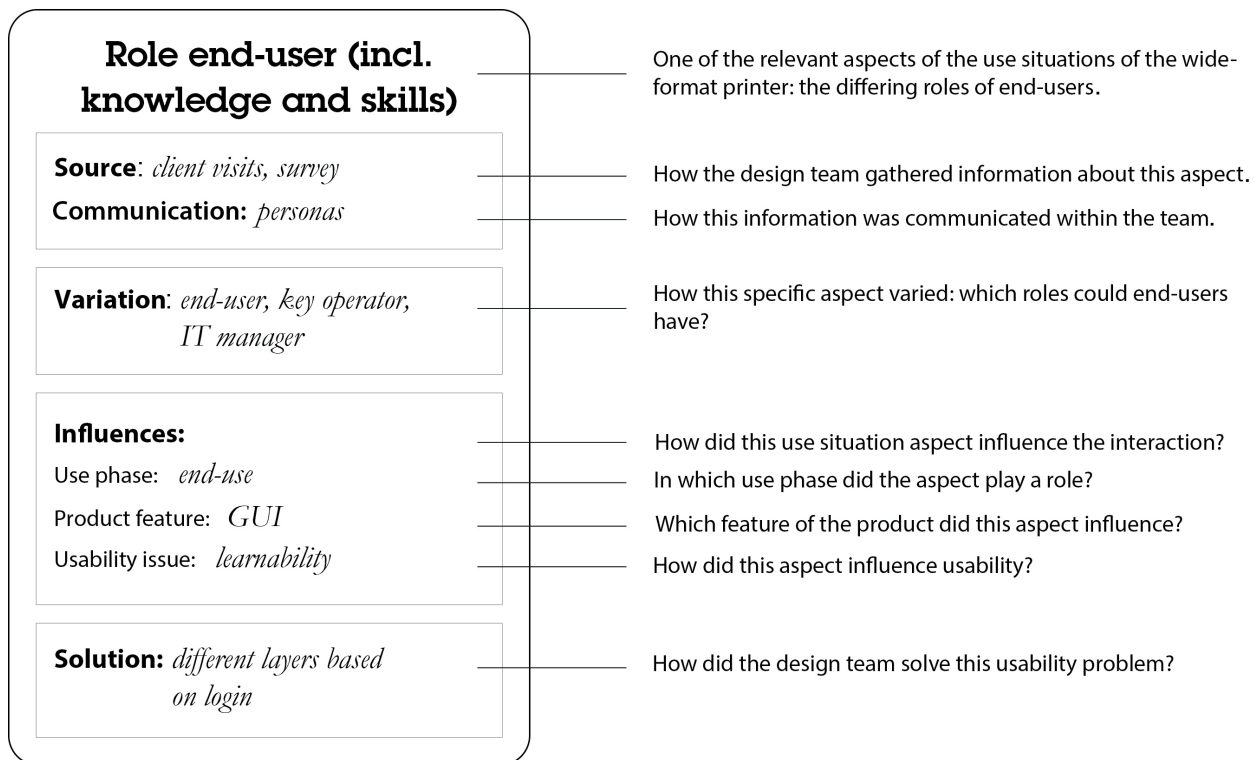 Role end-user (incl.
knowledge and skills)
One of the relevant aspects of the use situations of the wide-
format printer: the differing roles of end-users.
Source: client visits, survey
How the design team gathered information about this aspect.
Communication: personas
How this information was communicated within the team.
Variation: end-user, key operator,
IT manager
How this specific aspect varied: which roles could end-users
have?
Influences:
How did this use situation aspect influence the interaction?
Use phase: end-use
In which use phase did the aspect play a role?
Product feature: GUI
Which feature of the product did this aspect influence?
Usability issue: learnability
How did this aspect influence usability?
Solution: different layers based
on login
How did the design team solve this usability problem?